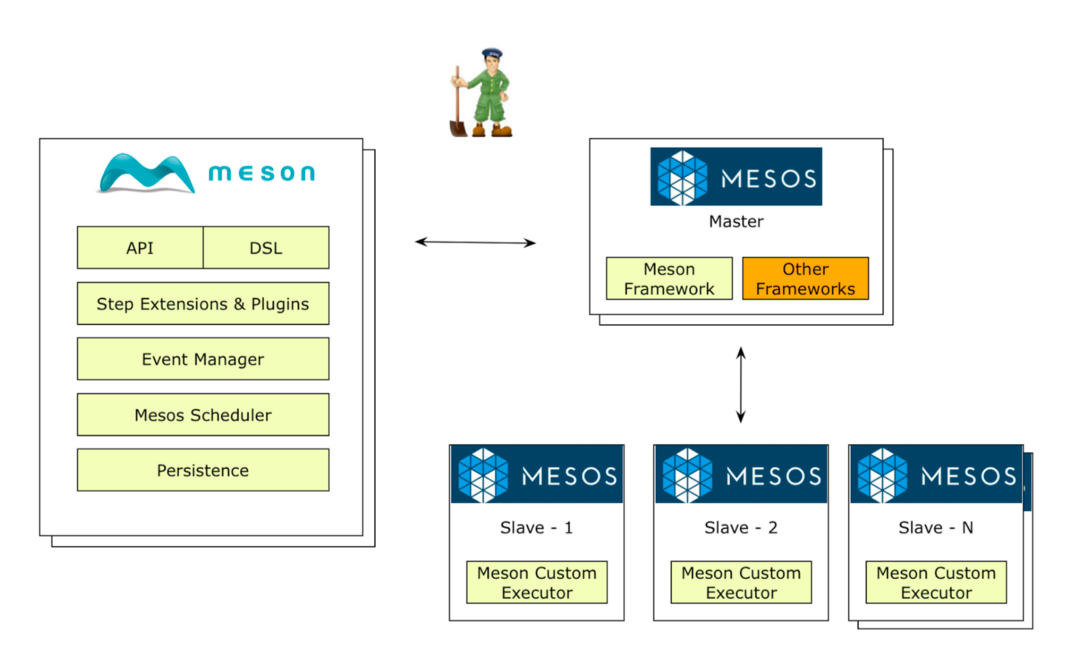 meson
API
DSL
Step Extensions & Plugins
Event Manager
Mesos Scheduler
Persistence
MESOS
Master
Meson
Framework
Other
Frameworks
MESOS
Slave - 1
Meson Custom
Executor
MESOS
Slave - 2
Meson Custom
Executor
MESOS
Slave - N
Meson Custom
Executor